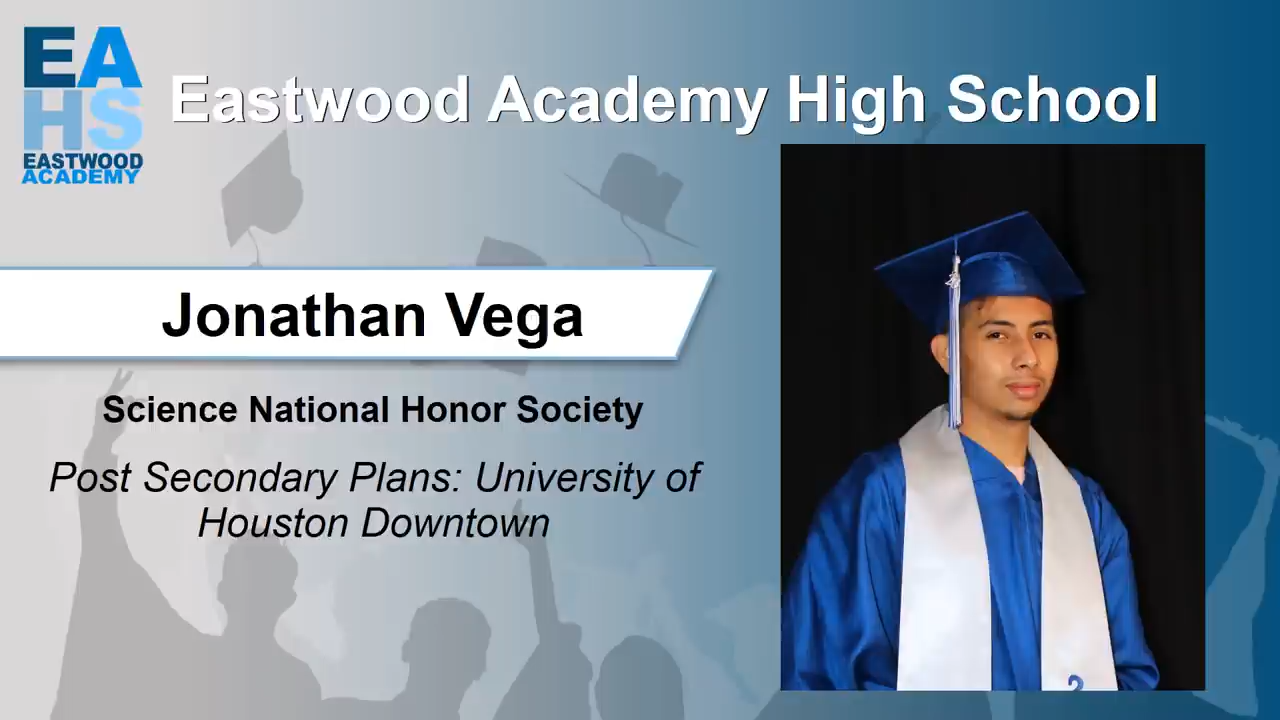 EA
HS
EASTWOOD
ACADEMY
Eastwood Academy High School
Jonathan Vega
Science National Honor Society
Post Secondary Plans: University of
Houston Downtown